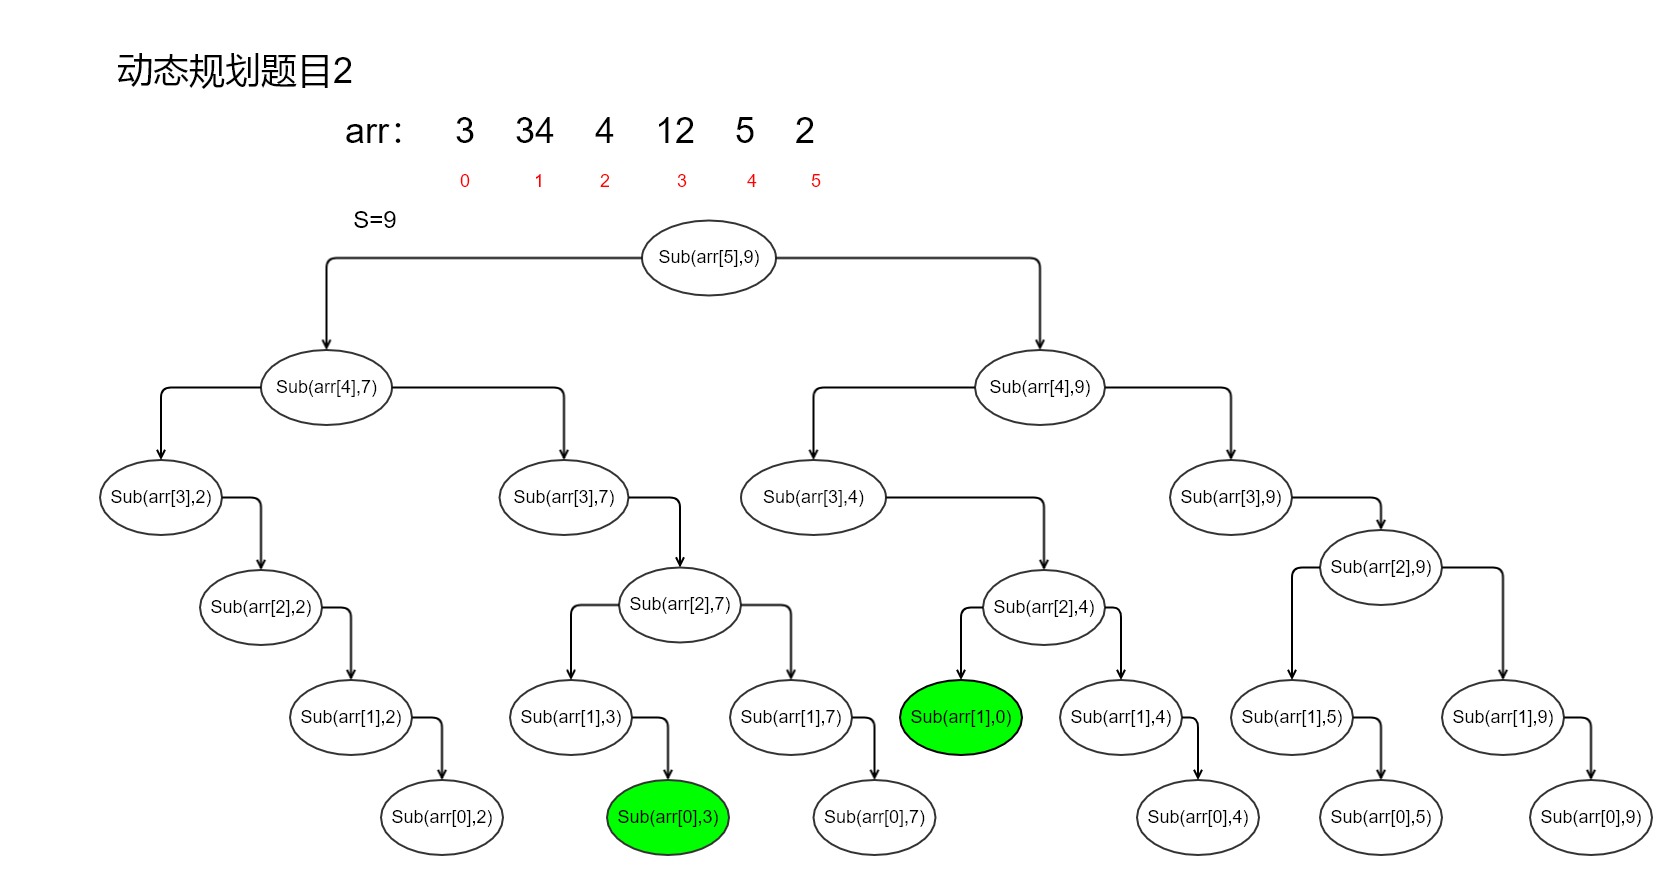 动态规划题目2
arr： 3 34 4 12 5 2
0 1 2 3 4 5
S=9
Sub(arr[5],9)
Sub(arr[4],7) Sub(arr[4],9)
Sub(arr[3],2) Sub(arr[3],7) Sub(arr[3],4) Sub(arr[3],9)
Sub(arr[2],9)
Sub(arr[2],2) Sub(arr[2],7) Sub(arr[2],4)
Sub(arr[1],2) Sub(arr[1],3) Sub(arr[1],7) Sub(arr[1],0) Sub(arr[1],4) Sub(arr[1],5) Sub(arr[1],9)
Sub(arr[0],2) Sub(arr[0],3) Sub(arr[0],7) Sub(arr[0],4) Sub(arr[0],5) Sub(arr[0],9)